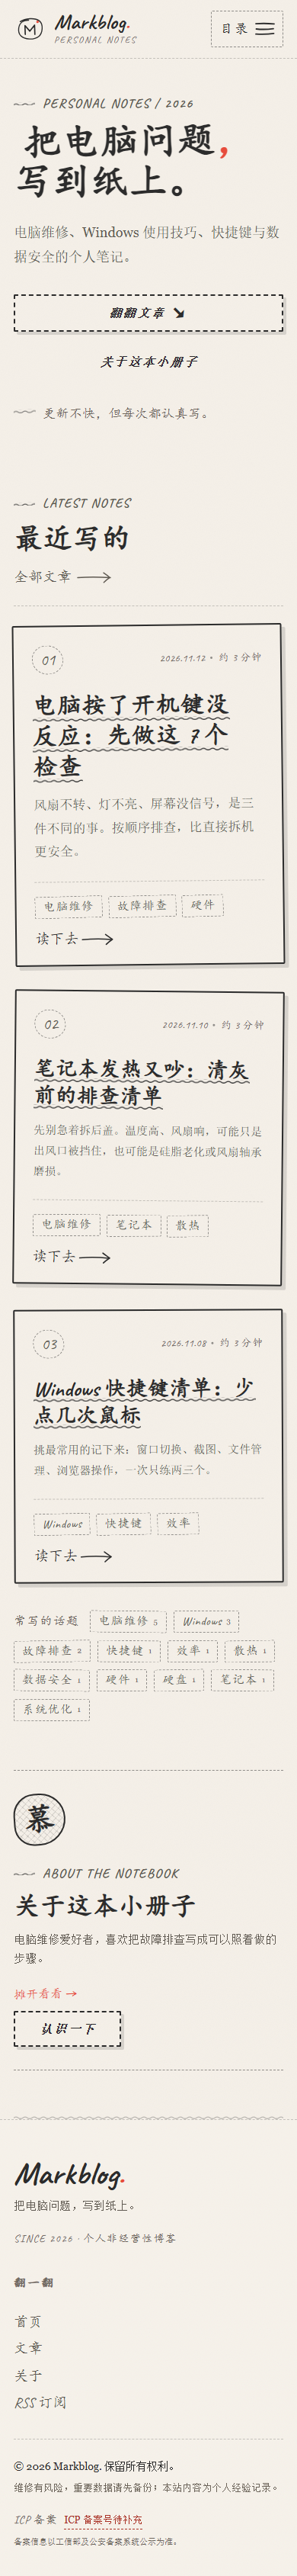 Markblog.
PERSONAL NOTES
目录
PERSONAL NOTES / 2026
把电脑问题，
写到纸上。
电脑维修、Windows 使用技巧、快捷键与数
据安全的个人笔记。
翻翻文章 ↘
关于这本小册子
更新不快，但每次都认真写。
LATEST NOTES
最近写的
全部文章
01
2026.11.12 • 约 3 分钟
电脑按了开机键没
反应：先做这 7 个
检查
风扇不转、灯不亮、屏幕没信号，是三
件不同的事。按顺序排查，比直接拆机
更安全。
电脑维修 故障排查 硬件
读下去
02
2026.11.10 • 约 3 分钟
笔记本发热又吵：清灰
前的排查清单
先别急着拆后盖。温度高、风扇响，可能只是
出风口被挡住，也可能是硅脂老化或风扇轴承
磨损。
电脑维修 笔记本 散热
读下去
03
2026.11.08 • 约 3 分钟
Windows 快捷键清单：少
点几次鼠标
挑最常用的记下来：窗口切换、截图、文件管
理、浏览器操作，一次只练两三个。
Windows 快捷键 效率
读下去
常写的话题 电脑维修 5 Windows 3
故障排查 2 快捷键 1 效率 1 散热 1
数据安全 1 硬件 1 硬盘 1 笔记本 1
系统优化 1
慕
ABOUT THE NOTEBOOK
关于这本小册子
电脑维修爱好者，喜欢把故障排查写成可以照看做的
步骤。
摊开看看 →
认识一下
Markblog.
把电脑问题，写到纸上。
SINCE 2026 · 个人非经营性博客
翻一翻
首页
文章
关于
RSS 订阅
© 2026 Markblog. 保留所有权利。
维修有风险，重要数据请先备份；本站内容为个人经验记录。
ICP 备案 ICP 备案号待补充
备案信息以工信部及公安备案系统公示为准。